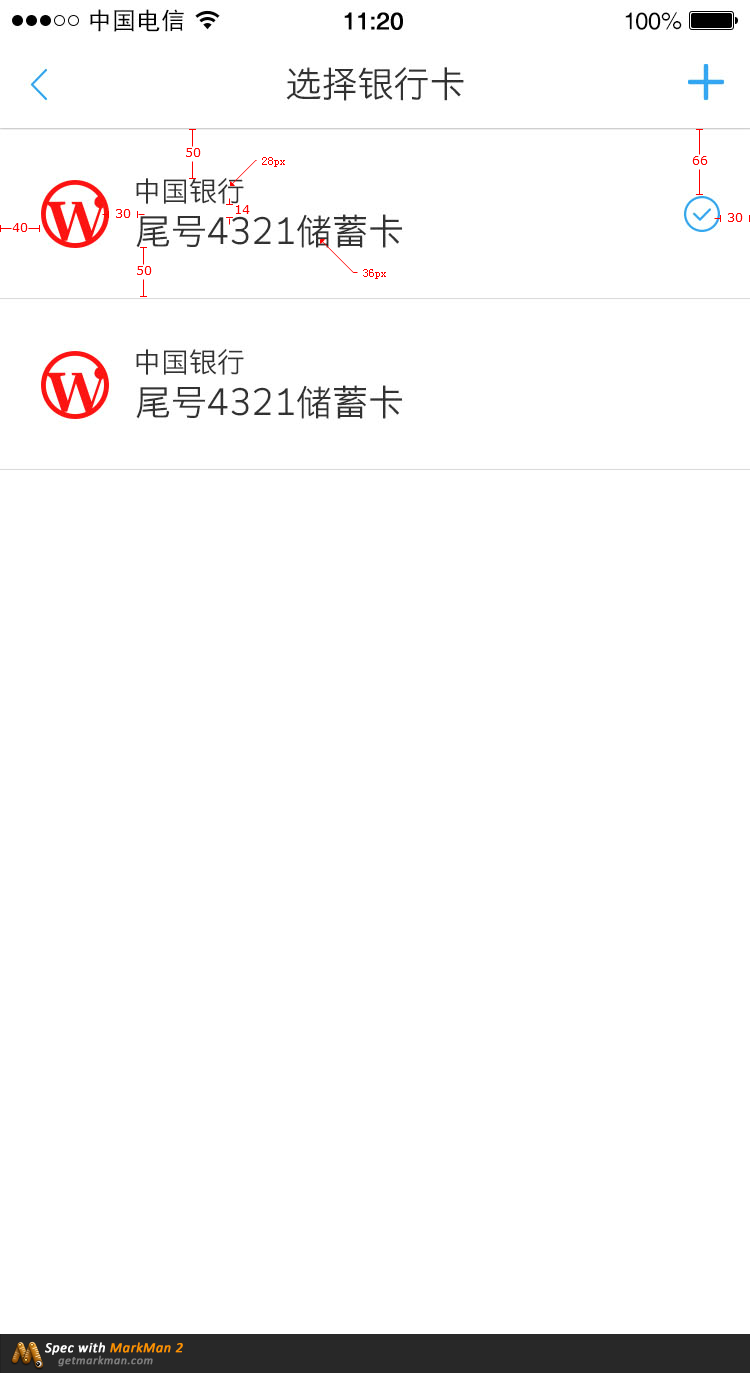 中国电信 11:20 100%
选择银行卡
50
28px
66
中国银行
14
40
30
尾号4321储蓄卡
30
50
36px
中国银行
尾号4321储蓄卡
Spec with MarkMan 2
getmarkman.com